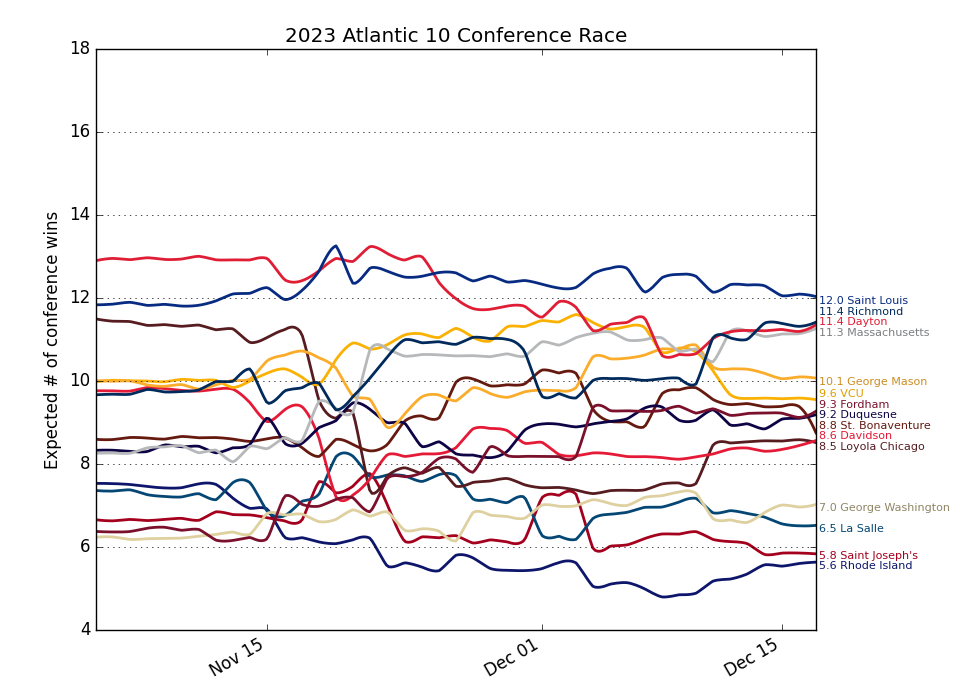 2023 Atlantic 10 Conference Race
Expected # of conference wins
18
16
14
12
10
8
6
4
Nov 15
Dec 01
Dec 15
12.0 Saint Louis
11.4 Richmond
11.4 Dayton
11.3 Massachusetts
10.1 George Mason
9.6 VCU
9.3 Fordham
9.2 Duquesne
8.8 St. Bonaventure
8.6 Davidson
8.5 Loyola Chicago
7.0 George Washington
6.5 La Salle
5.8 Saint Joseph's
5.6 Rhode Island